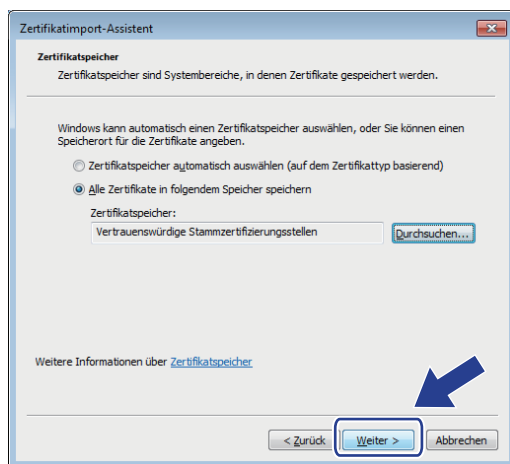 Zertifikatimport-Assistent
Zertifikatspeicher
Zertifikatspeicher sind Systembereiche, in denen Zertifikate gespeichert werden.
Windows kann automatisch einen Zertifikatspeicher auswählen, oder Sie können einen
Speicherort für die Zertifikate angeben.
Zertifikatspeicher automatisch auswählen (auf dem Zertifikattyp basierend)
Alle Zertifikate in folgendem Speicher speichern
Zertifikatspeicher:
Vertrauenswürdige Stammzertifizierungsstellen
Durchsuchen...
Weitere Informationen über Zertifikatspeicher
< Zurück Weiter > Abbrechen